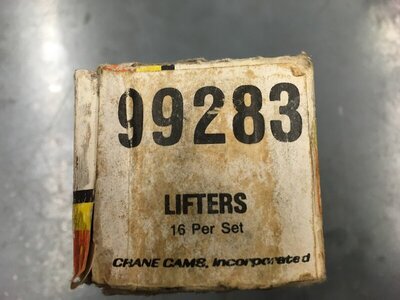 99283
LIFTERS
16 Per Set
CRANE CAMS, Incorporated